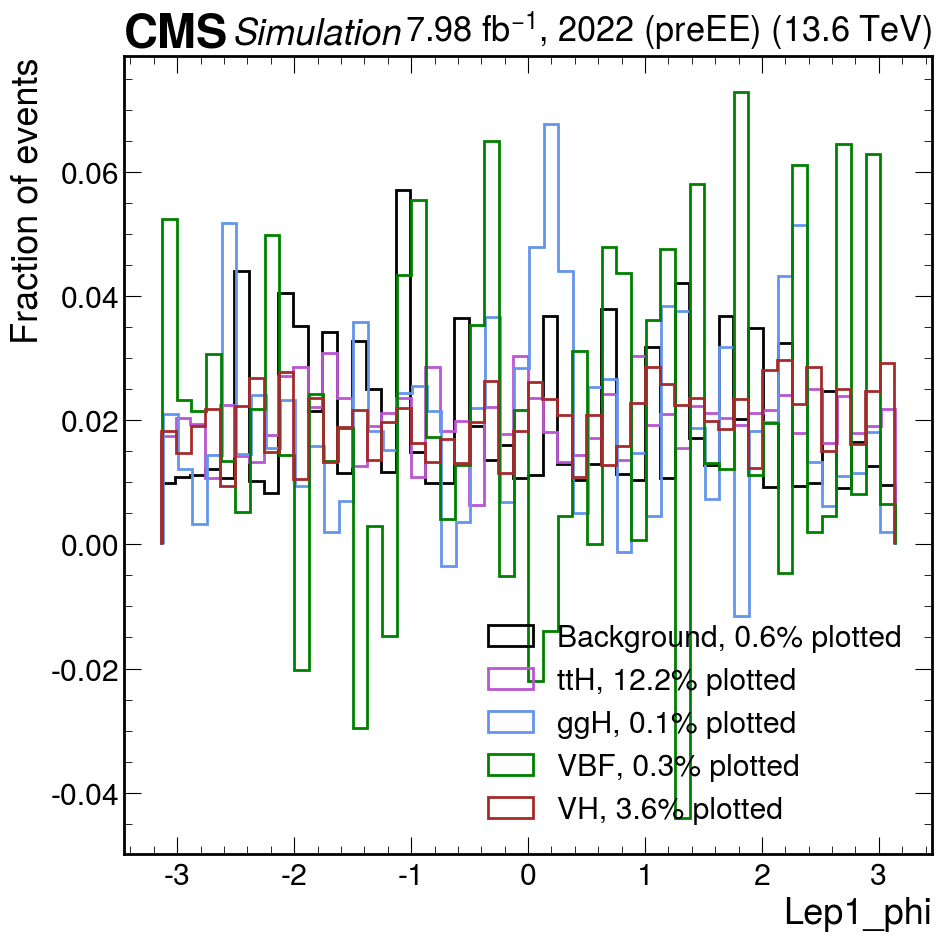 CMS Simulation 7.98 fb⁻¹, 2022 (preEE) (13.6 TeV)
Fraction of events
0.06
0.04
0.02
0.00
-0.02
-0.04
Background, 0.6% plotted
ttH, 12.2% plotted
ggH, 0.1% plotted
VBF, 0.3% plotted
VH, 3.6% plotted
-3 -2 -1 0 1 2 3
Lep1_phi